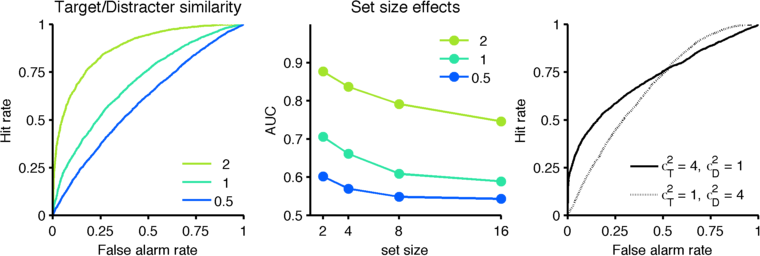 Target/Distracter similarity
Hit rate
1
0.75
0.5
0.25
0
2
1
0.5
0 0.25 0.5 0.75 1
False alarm rate
Set size effects
AUC
0.9
0.8
0.7
0.6
0.5
2
1
0.5
2 4 8 16
set size
Hit rate
1
0.75
0.5
0.25
0
ς²T = 4, ς²D = 1
ς²T = 1, ς²D = 4
0 0.25 0.5 0.75 1
False alarm rate